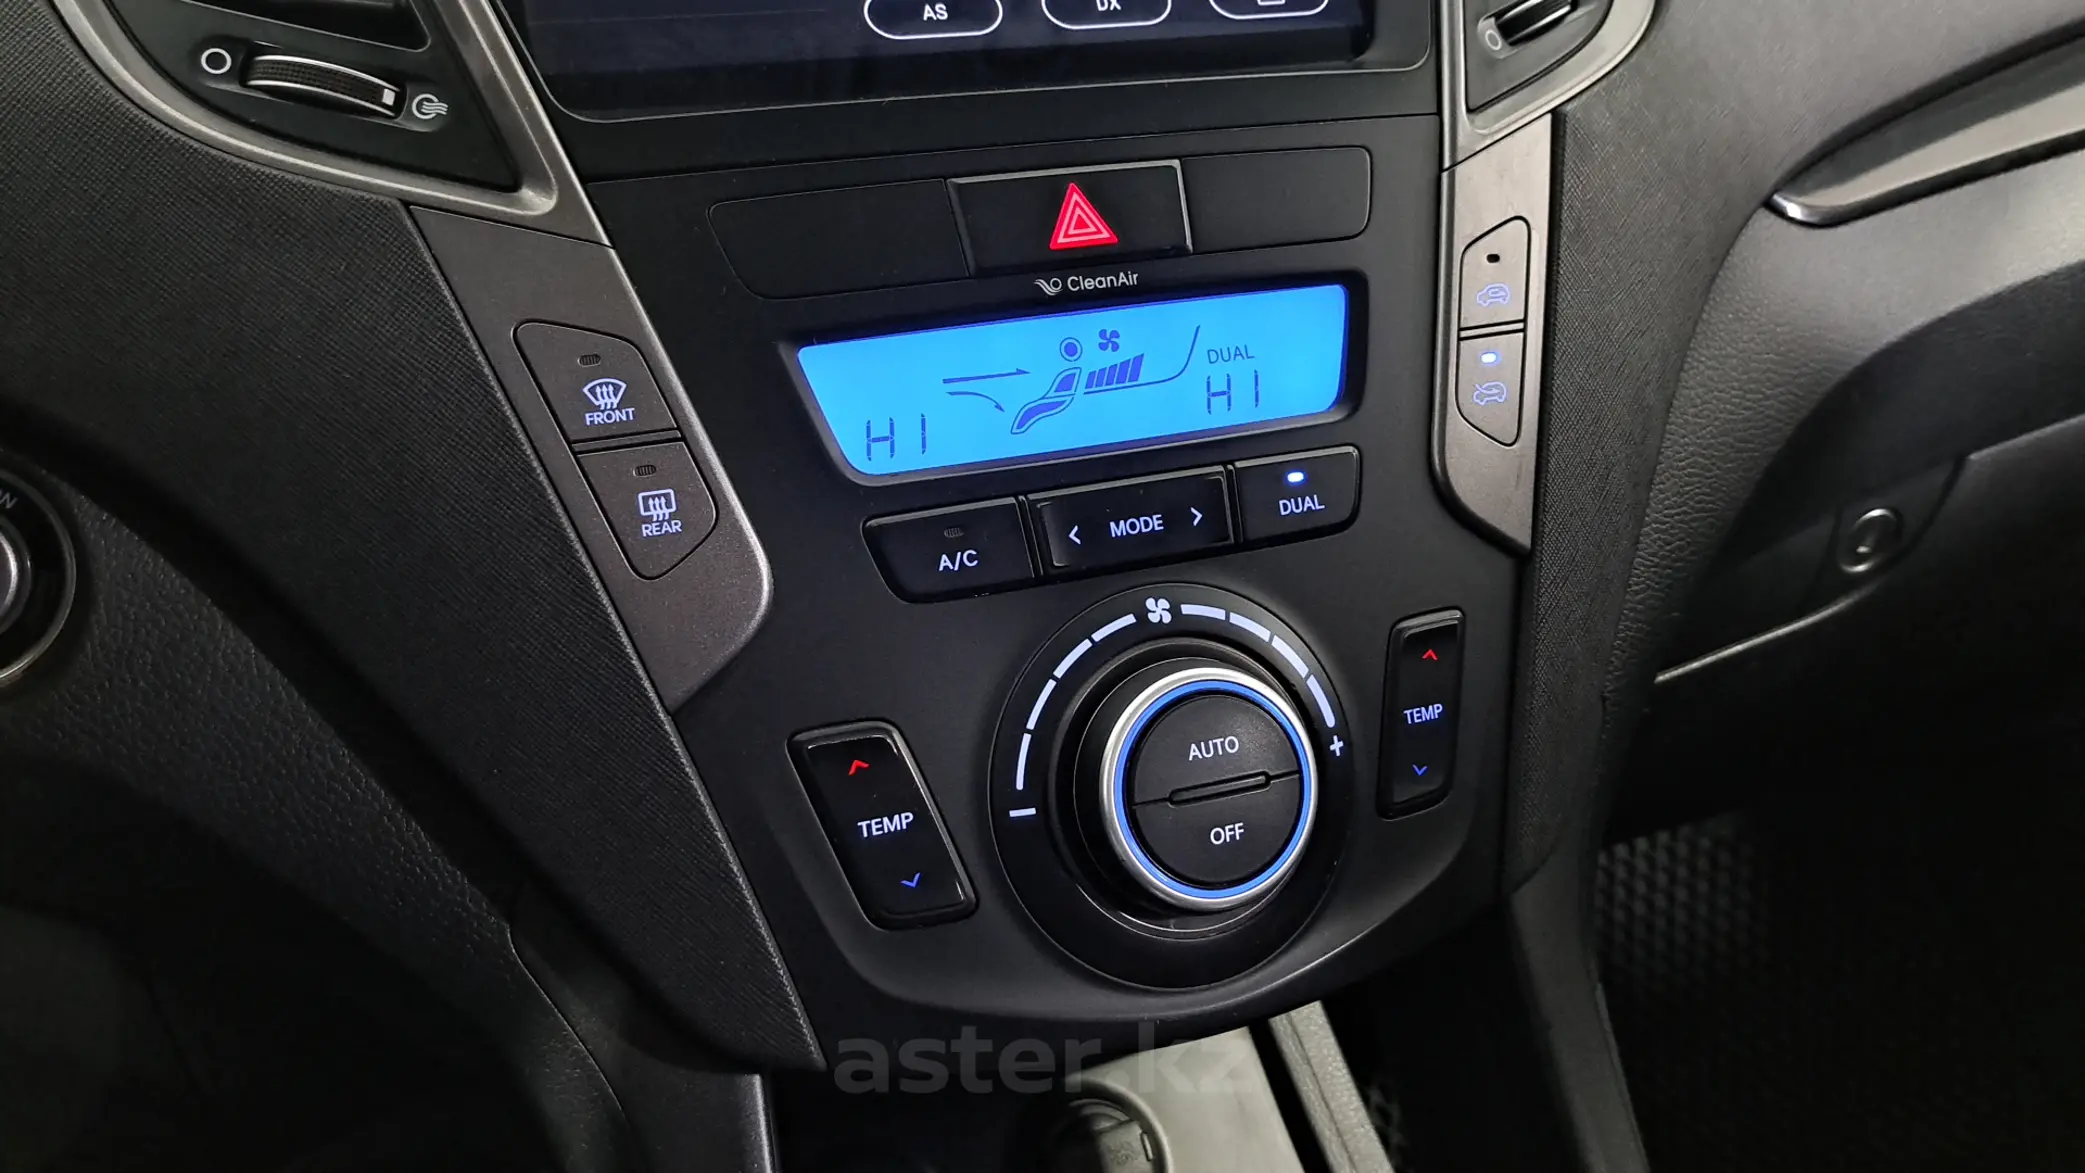 AS
DX
CleanAir
DUAL
HI
HI
FRONT
REAR
A/C
< MODE >
DUAL
AUTO
OFF
TEMP
TEMP
aster.kz